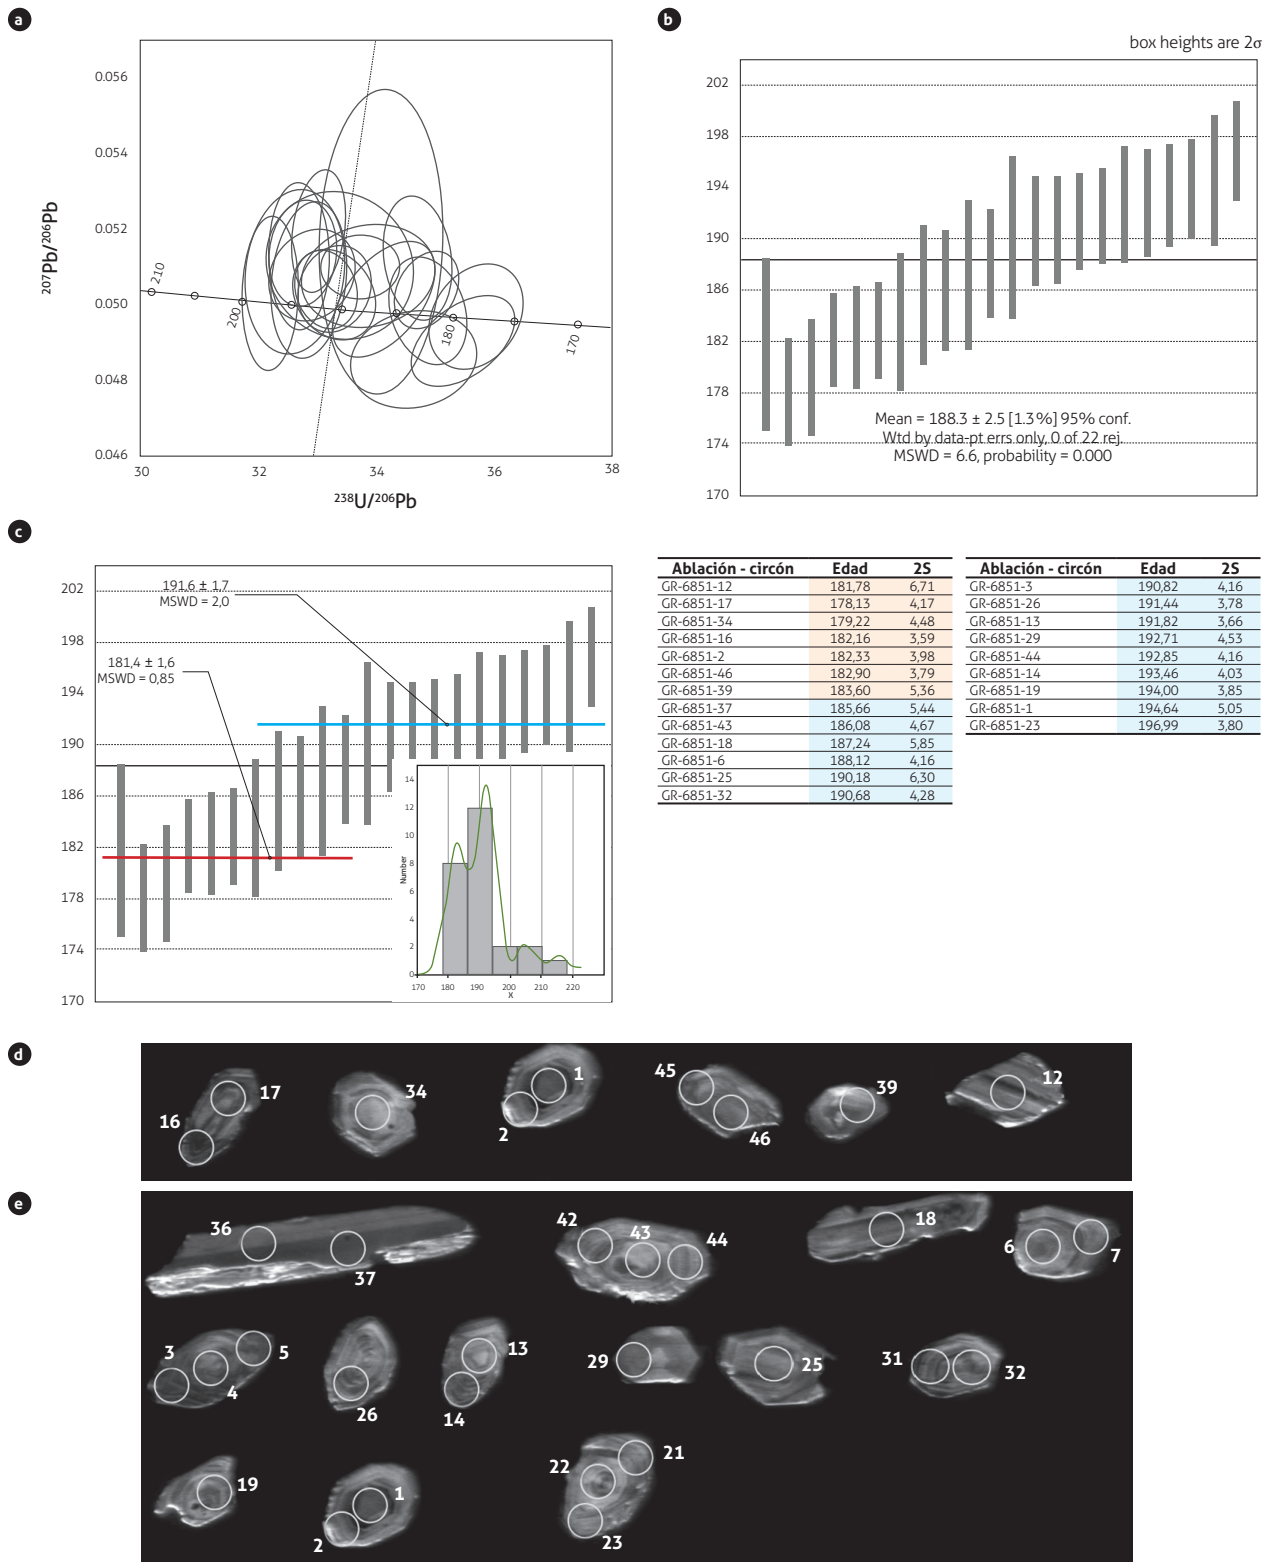 a
0.056
0.054
0.052
0.050
0.048
0.046
207Pb/206Pb
210
200
180
170
30
32
34
36
38
238U/206Pb
b
box heights are 2σ
202
198
194
190
186
182
178
174
170
Mean = 188.3 ± 2.5 [1.3 %] 95% conf.
Wtd by data-pt errs only, 0 of 22 rej.
MSWD = 6.6, probability = 0.000
c
202
198
194
190
186
182
178
174
170
191,6 ± 1,7
MSWD = 2,0
181,4 ± 1,6
MSWD = 0,85
14
12
10
8
6
4
2
0
Number
170 180 190 200 210 220
X
Ablación - circón Edad 2S
GR-6851-12 181,78 6,71
GR-6851-17 178,13 4,17
GR-6851-34 179,22 4,48
GR-6851-16 182,16 3,59
GR-6851-2 182,33 3,98
GR-6851-46 182,90 3,79
GR-6851-39 183,60 5,36
GR-6851-37 185,66 5,44
GR-6851-43 186,08 4,67
GR-6851-18 187,24 5,85
GR-6851-6 188,12 4,16
GR-6851-25 190,18 6,30
GR-6851-32 190,68 4,28
Ablación - circón Edad 2S
GR-6851-3 190,82 4,16
GR-6851-26 191,44 3,78
GR-6851-13 191,82 3,66
GR-6851-29 192,71 4,53
GR-6851-44 192,85 4,16
GR-6851-14 193,46 4,03
GR-6851-19 194,00 3,85
GR-6851-1 194,64 5,05
GR-6851-23 196,99 3,80
d
17
16
34
1
2
45
46
39
12
e
36
37
42
43
44
18
6
7
3
4
5
26
13
14
29
25
31
32
19
1
2
22
21
23